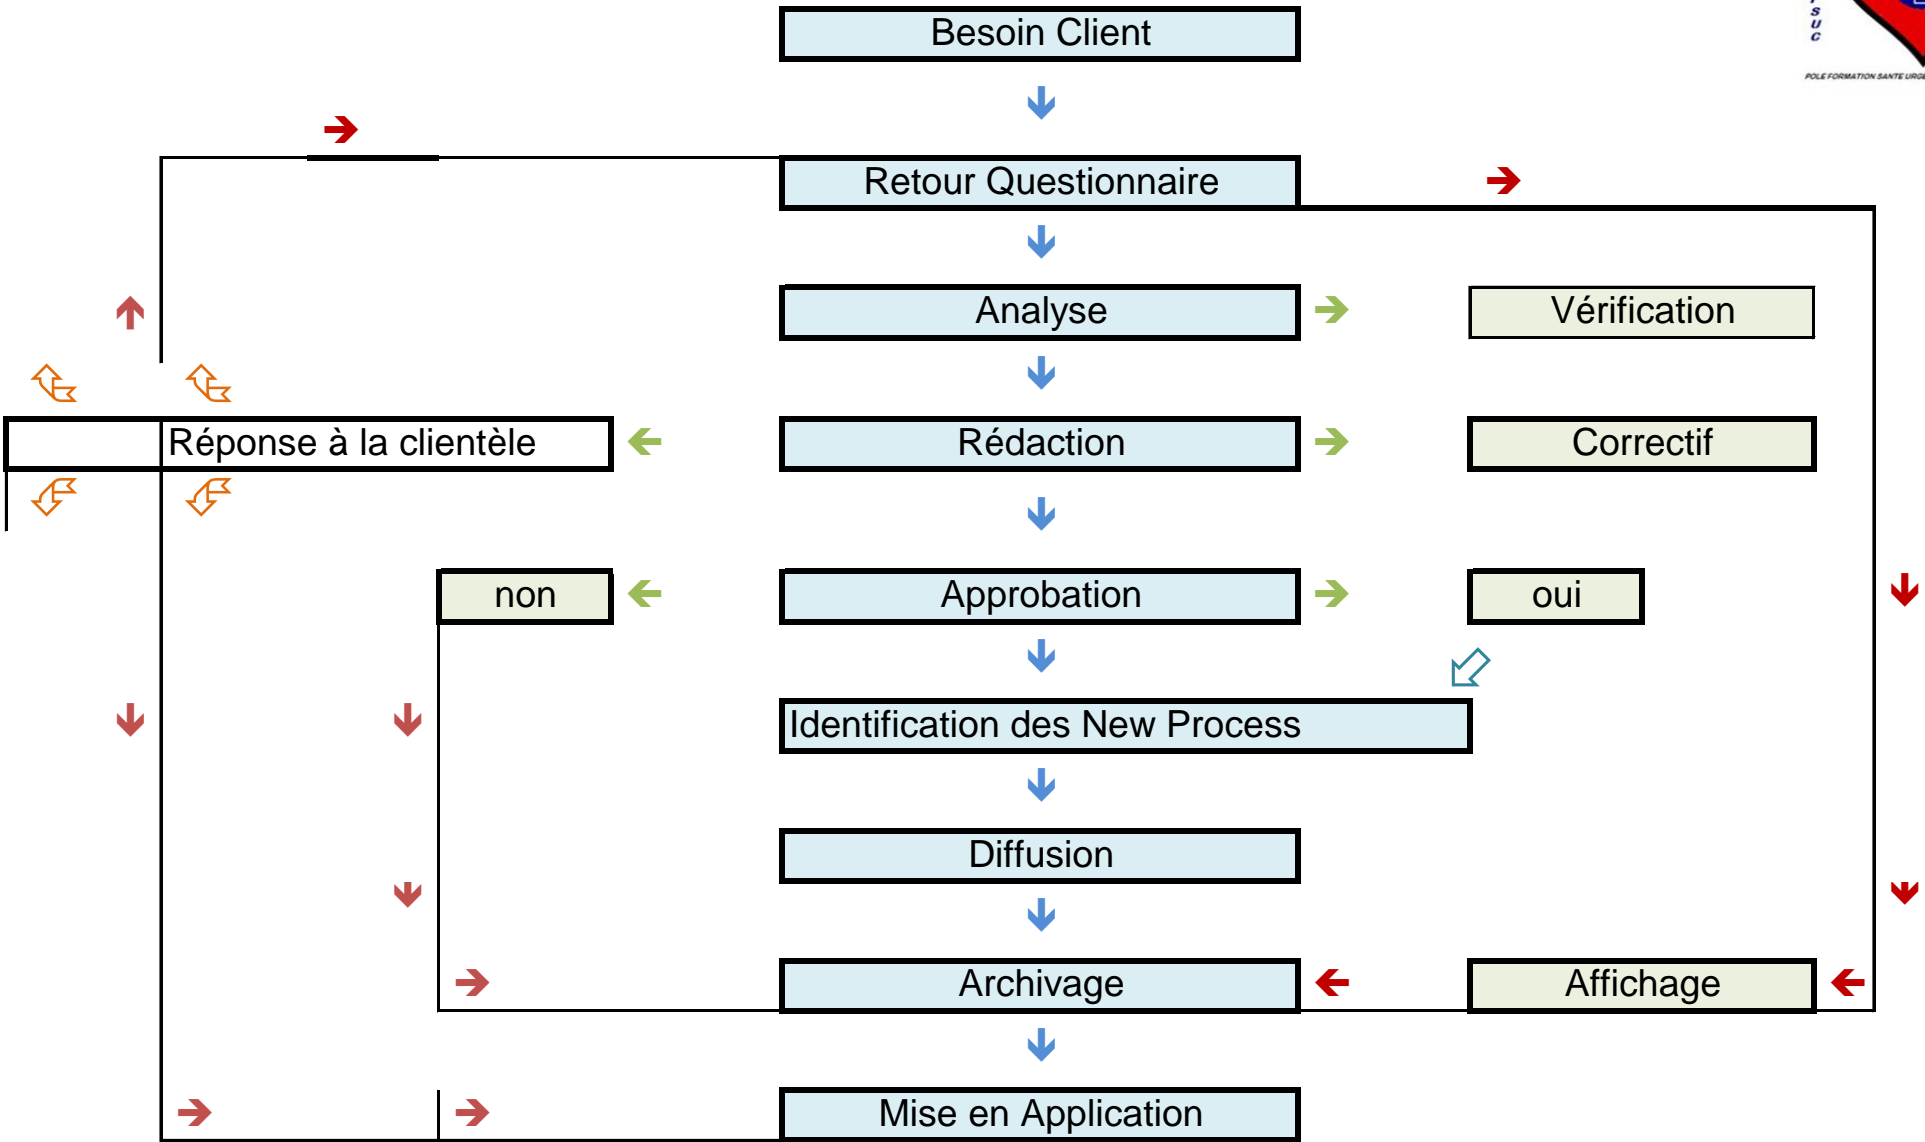 Besoin Client
POLE FORMATION SANTE
Retour Questionnaire
Analyse
Vérification
Réponse à la clientèle
Rédaction
Correctif
non
Approbation
oui
Identification des New Process
Diffusion
Archivage
Affichage
Mise en Application